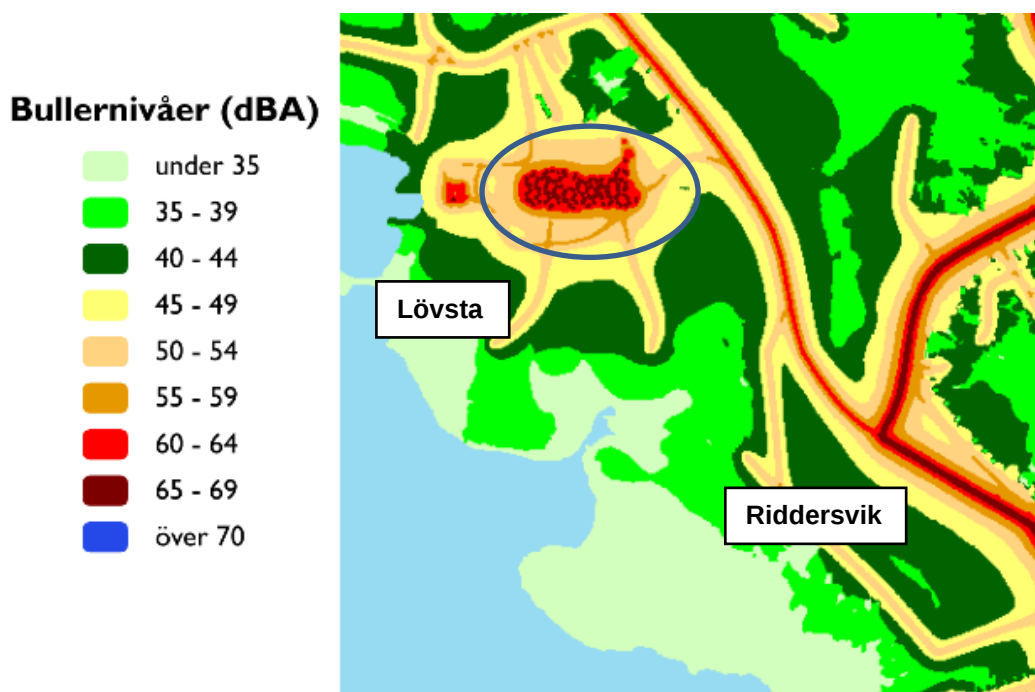 Bullernivåer (dBA)
under 35
35 - 39
40 - 44
45 - 49
50 - 54
55 - 59
60 - 64
65 - 69
över 70
Lövsta
Riddersvik